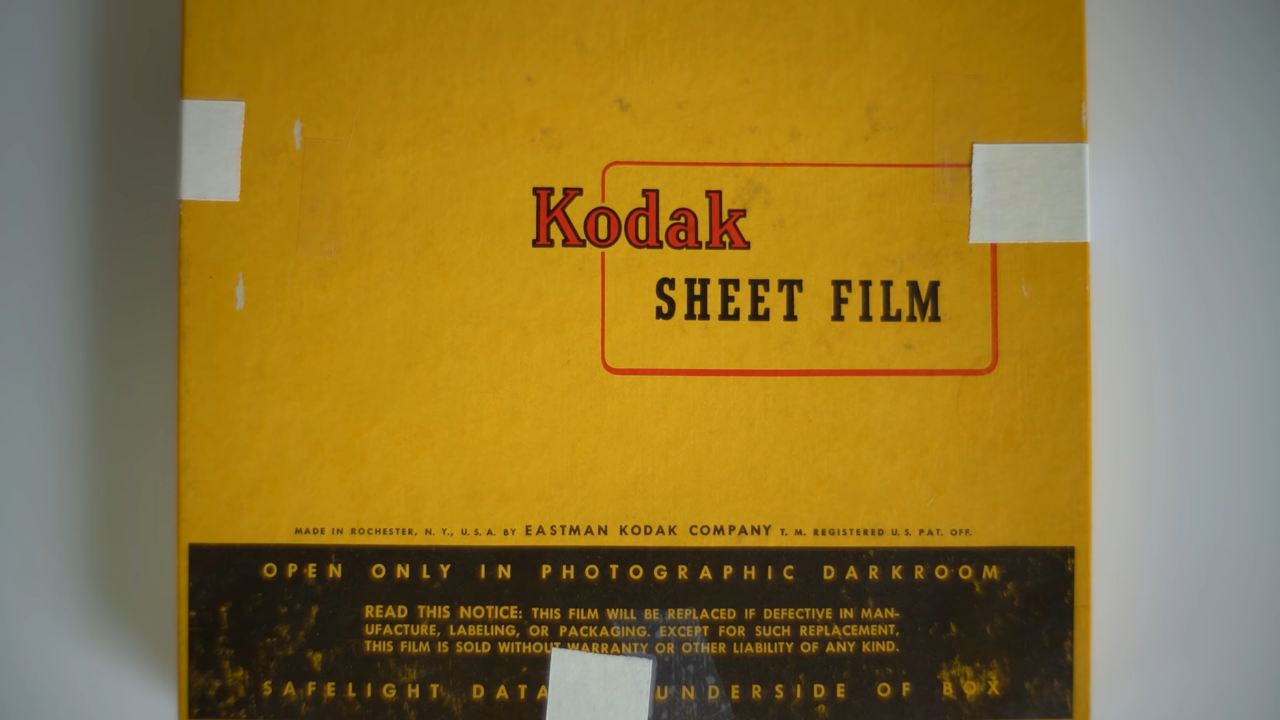 Kodak
SHEET FILM
MADE IN ROCHESTER, N. Y., U. S. A. BY EASTMAN KODAK COMPANY T. M. REGISTERED U. S. PAT. OFF.
OPEN ONLY IN PHOTOGRAPHIC DARKROOM
READ THIS NOTICE: THIS FILM WILL BE REPLACED IF DEFECTIVE IN MAN-
UFACTURE, LABELING, OR PACKAGING. EXCEPT FOR SUCH REPLACEMENT,
THIS FILM IS SOLD WITHOUT WARRANTY OR OTHER LIABILITY OF ANY KIND.
SAFELIGHT DATA UNDERSIDE OF BOX